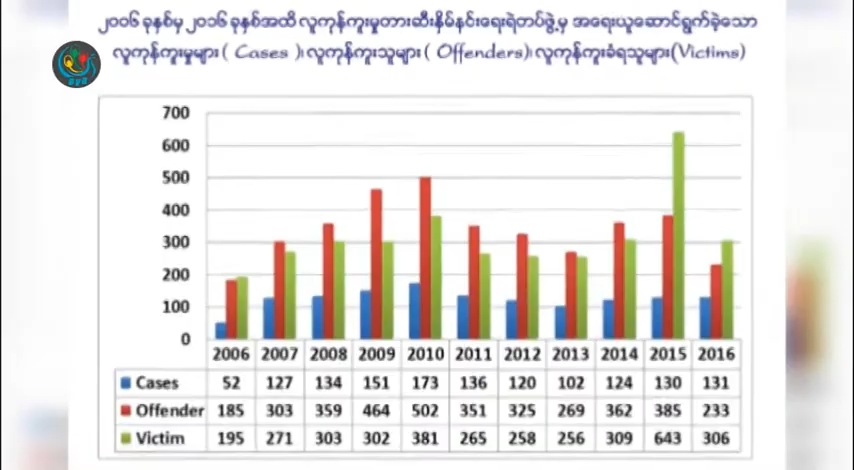 ၂၀၀၆ ခုနှစ်မှ ၂၀၁၆ ခုနှစ်အထိ လူကုန်ကူးမှုတားဆီးနှိမ်နင်းရေးရဲတပ်ဖွဲ့မှ အရေးယူဆောင်ရွက်ခဲ့သော
လူကုန်ကူးမှုများ ( Cases )၊ လူကုန်ကူးသူများ ( Offenders)၊ လူကုန်ကူးခံရသူများ(Victims)
700
600
500
400
300
200
100
0
2006 2007 2008 2009 2010 2011 2012 2013 2014 2015 2016
Cases 52 127 134 151 173 136 120 102 124 130 131
Offender 185 303 359 464 502 351 325 269 362 385 233
Victim 195 271 303 302 381 265 258 256 309 643 306